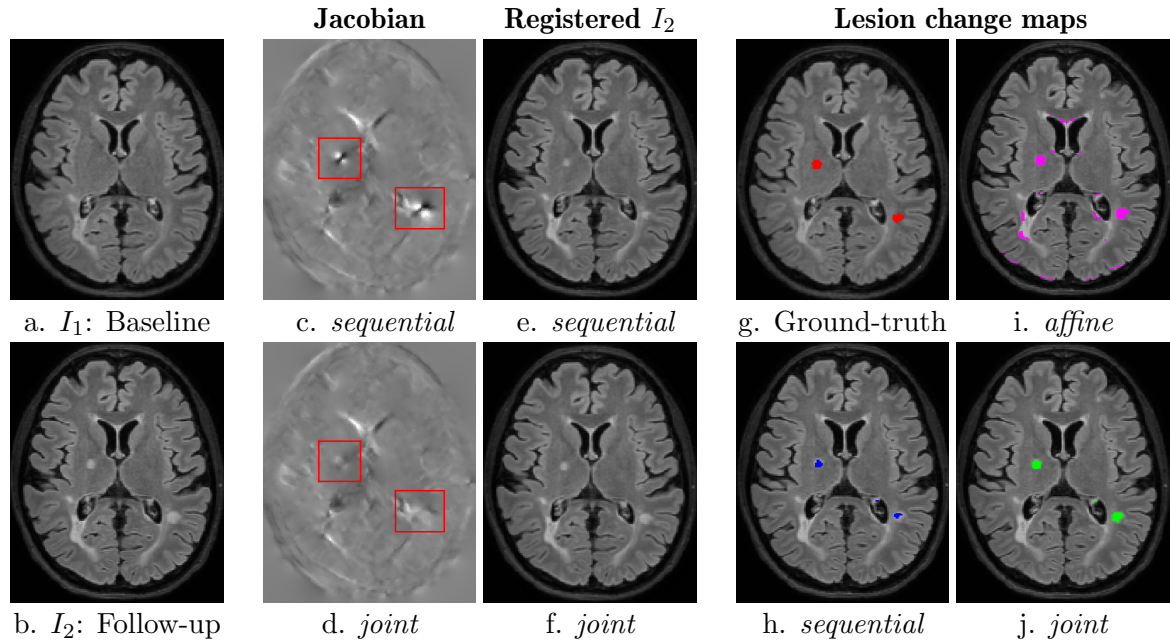 Jacobian Registered I₂ Lesion change maps
a. I₁: Baseline c. sequential e. sequential g. Ground-truth i. affine
b. I₂: Follow-up d. joint f. joint h. sequential j. joint